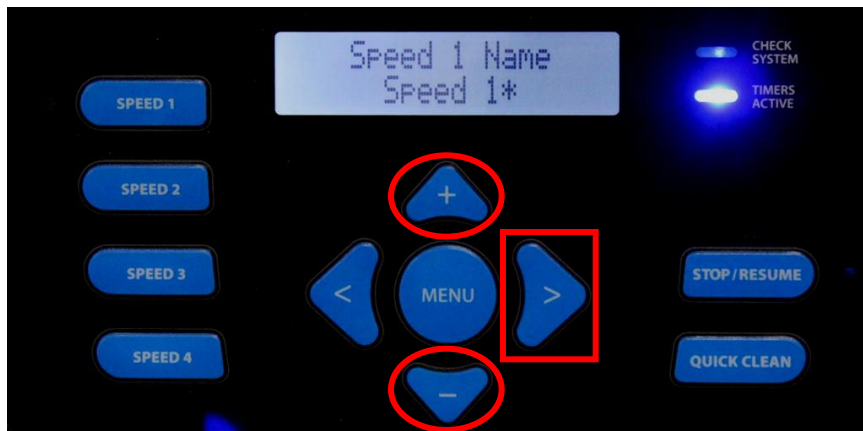 Speed 1 Name
Speed 1*
CHECK
SYSTEM
TIMERS
ACTIVE
SPEED 1
SPEED 2
SPEED 3
SPEED 4
+
<
MENU
>
−
STOP/RESUME
QUICK CLEAN